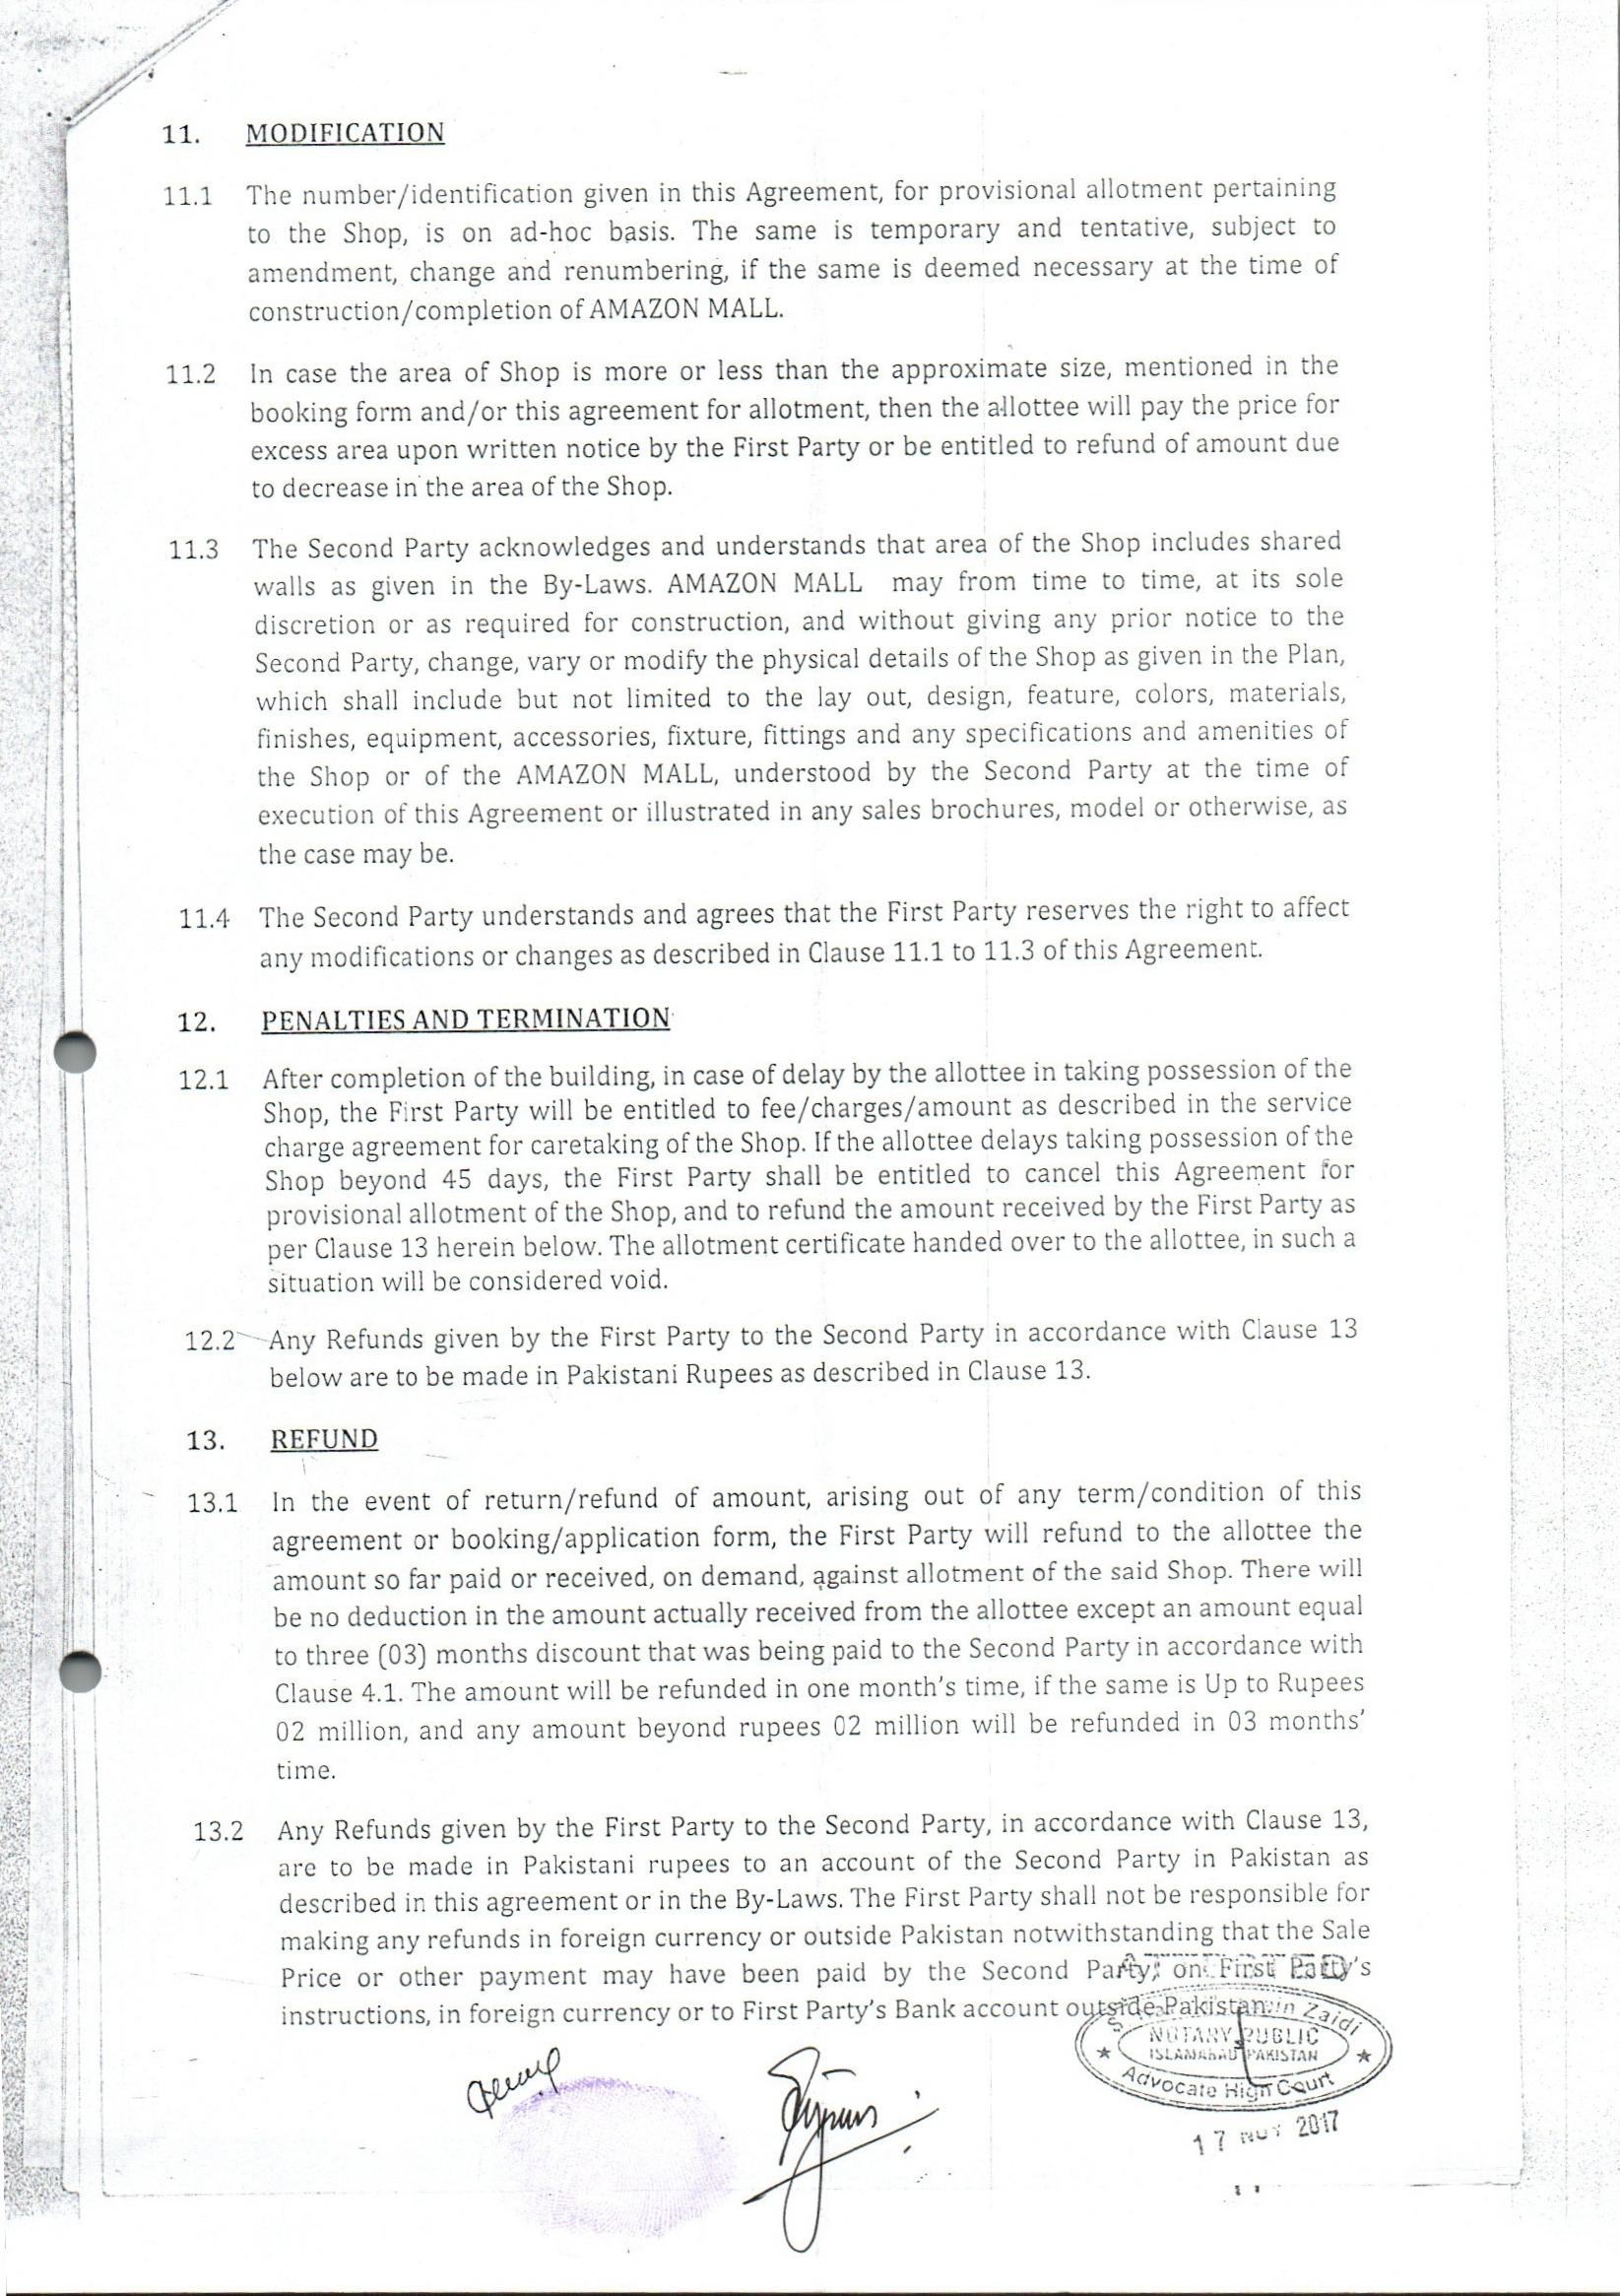 11. MODIFICATION
11.1 The number/identification given in this Agreement, for provisional allotment pertaining
to the Shop, is on ad-hoc basis. The same is temporary and tentative, subject to
amendment, change and renumbering, if the same is deemed necessary at the time of
construction/completion of AMAZON MALL.
11.2 In case the area of Shop is more or less than the approximate size, mentioned in the
booking form and/or this agreement for allotment, then the allottee will pay the price for
excess area upon written notice by the First Party or be entitled to refund of amount due
to decrease in the area of the Shop.
11.3 The Second Party acknowledges and understands that area of the Shop includes shared
walls as given in the By-Laws. AMAZON MALL may from time to time, at its sole
discretion or as required for construction, and without giving any prior notice to the
Second Party, change, vary or modify the physical details of the Shop as given in the Plan,
which shall include but not limited to the lay out, design, feature, colors, materials,
finishes, equipment, accessories, fixture, fittings and any specifications and amenities of
the Shop or of the AMAZON MALL, understood by the Second Party at the time of
execution of this Agreement or illustrated in any sales brochures, model or otherwise, as
the case may be.
11.4 The Second Party understands and agrees that the First Party reserves the right to affect
any modifications or changes as described in Clause 11.1 to 11.3 of this Agreement.
12. PENALTIES AND TERMINATION
12.1 After completion of the building, in case of delay by the allottee in taking possession of the
Shop, the First Party will be entitled to fee/charges/amount as described in the service
charge agreement for caretaking of the Shop. If the allottee delays taking possession of the
Shop beyond 45 days, the First Party shall be entitled to cancel this Agreement for
provisional allotment of the Shop, and to refund the amount received by the First Party as
per Clause 13 herein below. The allotment certificate handed over to the allottee, in such a
situation will be considered void.
12.2 Any Refunds given by the First Party to the Second Party in accordance with Clause 13
below are to be made in Pakistani Rupees as described in Clause 13.
13. REFUND
13.1 In the event of return/refund of amount, arising out of any term/condition of this
agreement or booking/application form, the First Party will refund to the allottee the
amount so far paid or received, on demand, against allotment of the said Shop. There will
be no deduction in the amount actually received from the allottee except an amount equal
to three (03) months discount that was being paid to the Second Party in accordance with
Clause 4.1. The amount will be refunded in one month's time, if the same is Up to Rupees
02 million, and any amount beyond rupees 02 million will be refunded in 03 months'
time.
13.2 Any Refunds given by the First Party to the Second Party, in accordance with Clause 13,
are to be made in Pakistani rupees to an account of the Second Party in Pakistan as
described in this agreement or in the By-Laws. The First Party shall not be responsible for
making any refunds in foreign currency or outside Pakistan notwithstanding that the Sale
Price or other payment may have been paid by the Second Party, on First Party's
instructions, in foreign currency or to First Party's Bank account outside Pakistan.
Zaidi
NOTARY PUBLIC
ISLAMABAD PAKISTAN
Advocate High Court
17 NOV 2017